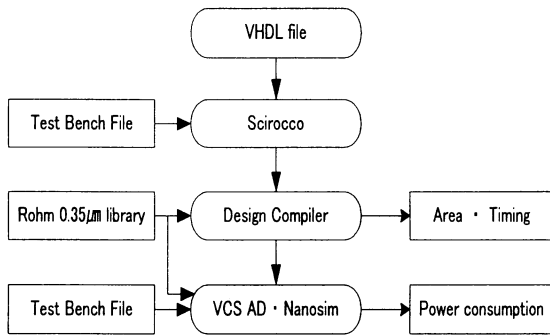 VHDL file
Test Bench File
Scirocco
Rohm 0.35μm library
Design Compiler
Area · Timing
Test Bench File
VCS AD · Nanosim
Power consumption